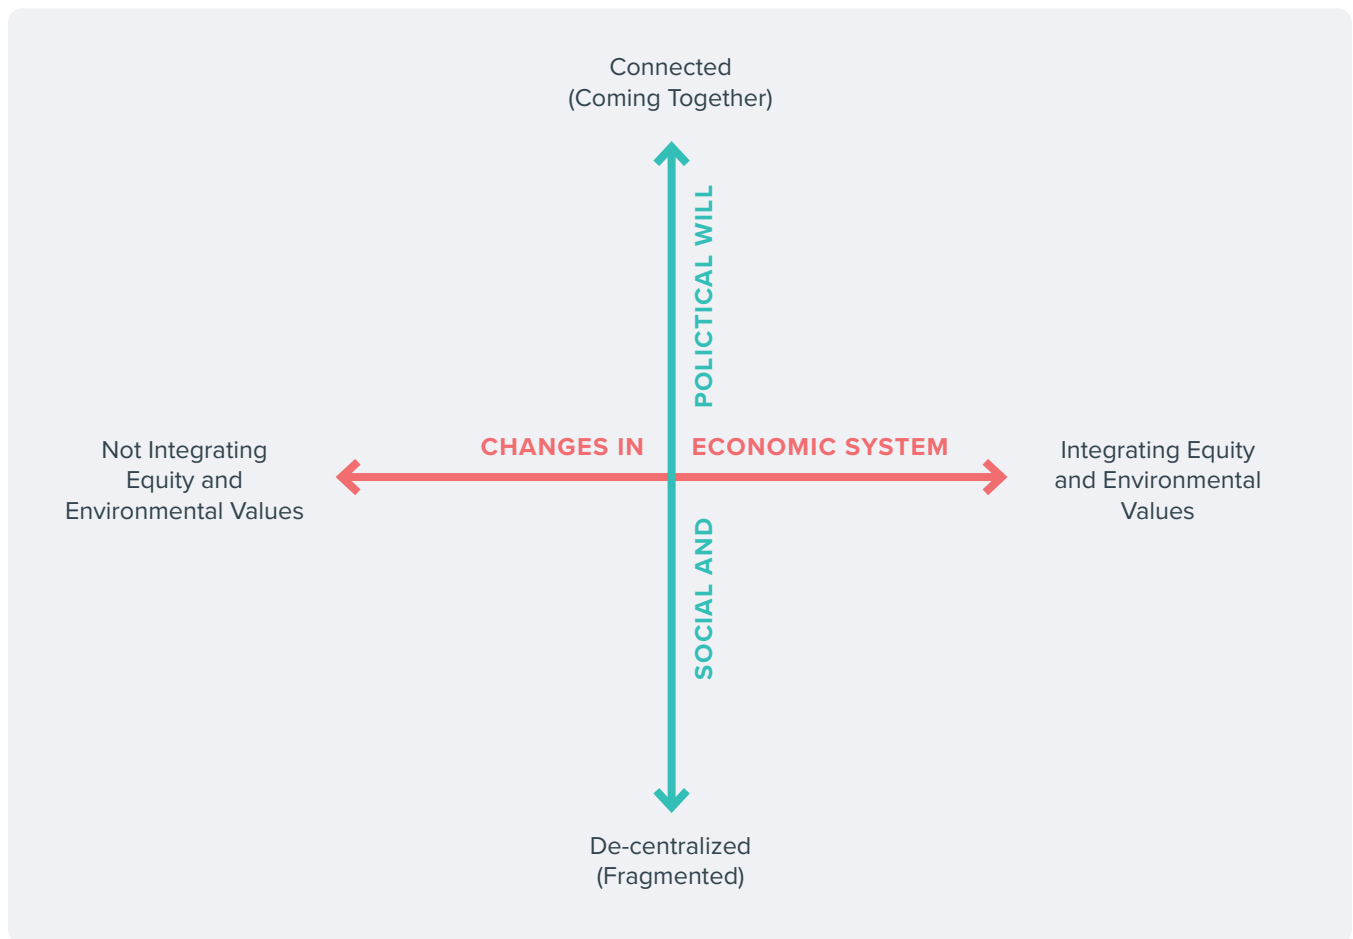 Connected
(Coming Together)
SOCIAL AND POLICTICAL WILL
CHANGES IN ECONOMIC SYSTEM
Not Integrating
Equity and
Environmental Values
Integrating Equity
and Environmental
Values
De-centralized
(Fragmented)